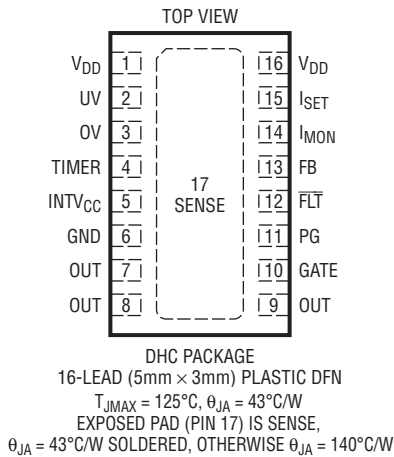 TOP VIEW
VDD 1 16 VDD
UV 2 15 ISET
OV 3 14 IMON
TIMER 4 13 FB
17
SENSE
INTVCC 5 12 FLT
GND 6 11 PG
OUT 7 10 GATE
OUT 8 9 OUT
DHC PACKAGE
16-LEAD (5mm × 3mm) PLASTIC DFN
TJMAX = 125°C, θJA = 43°C/W
EXPOSED PAD (PIN 17) IS SENSE,
θJA = 43°C/W SOLDERED, OTHERWISE θJA = 140°C/W